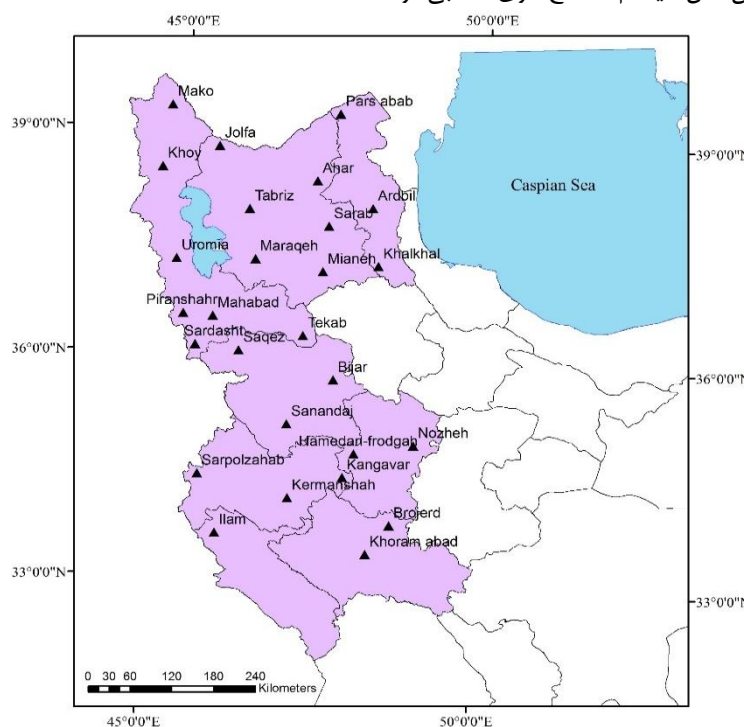 45°0'0"E 50°0'0"E
39°0'0"N
Mako
Pars abab
Jolfa
39°0'0"N
Khoy
Ahar
Caspian Sea
Tabriz
Ardbil
Sarab
Uromia
Maraqeh
Mianeh
Khalkhal
Piranshahr
Mahabad
Sardasht
Tekab
36°0'0"N
Saqez
36°0'0"N
Bijar
Sanandaj
Hamedan-frodgah
Nozheh
Sarpolzahab
Kangavar
Kermanshah
Ilam
Brojerd
Khoram abad
33°0'0"N
33°0'0"N
0 30 60 120 180 240
Kilometers
45°0'0"E 50°0'0"E